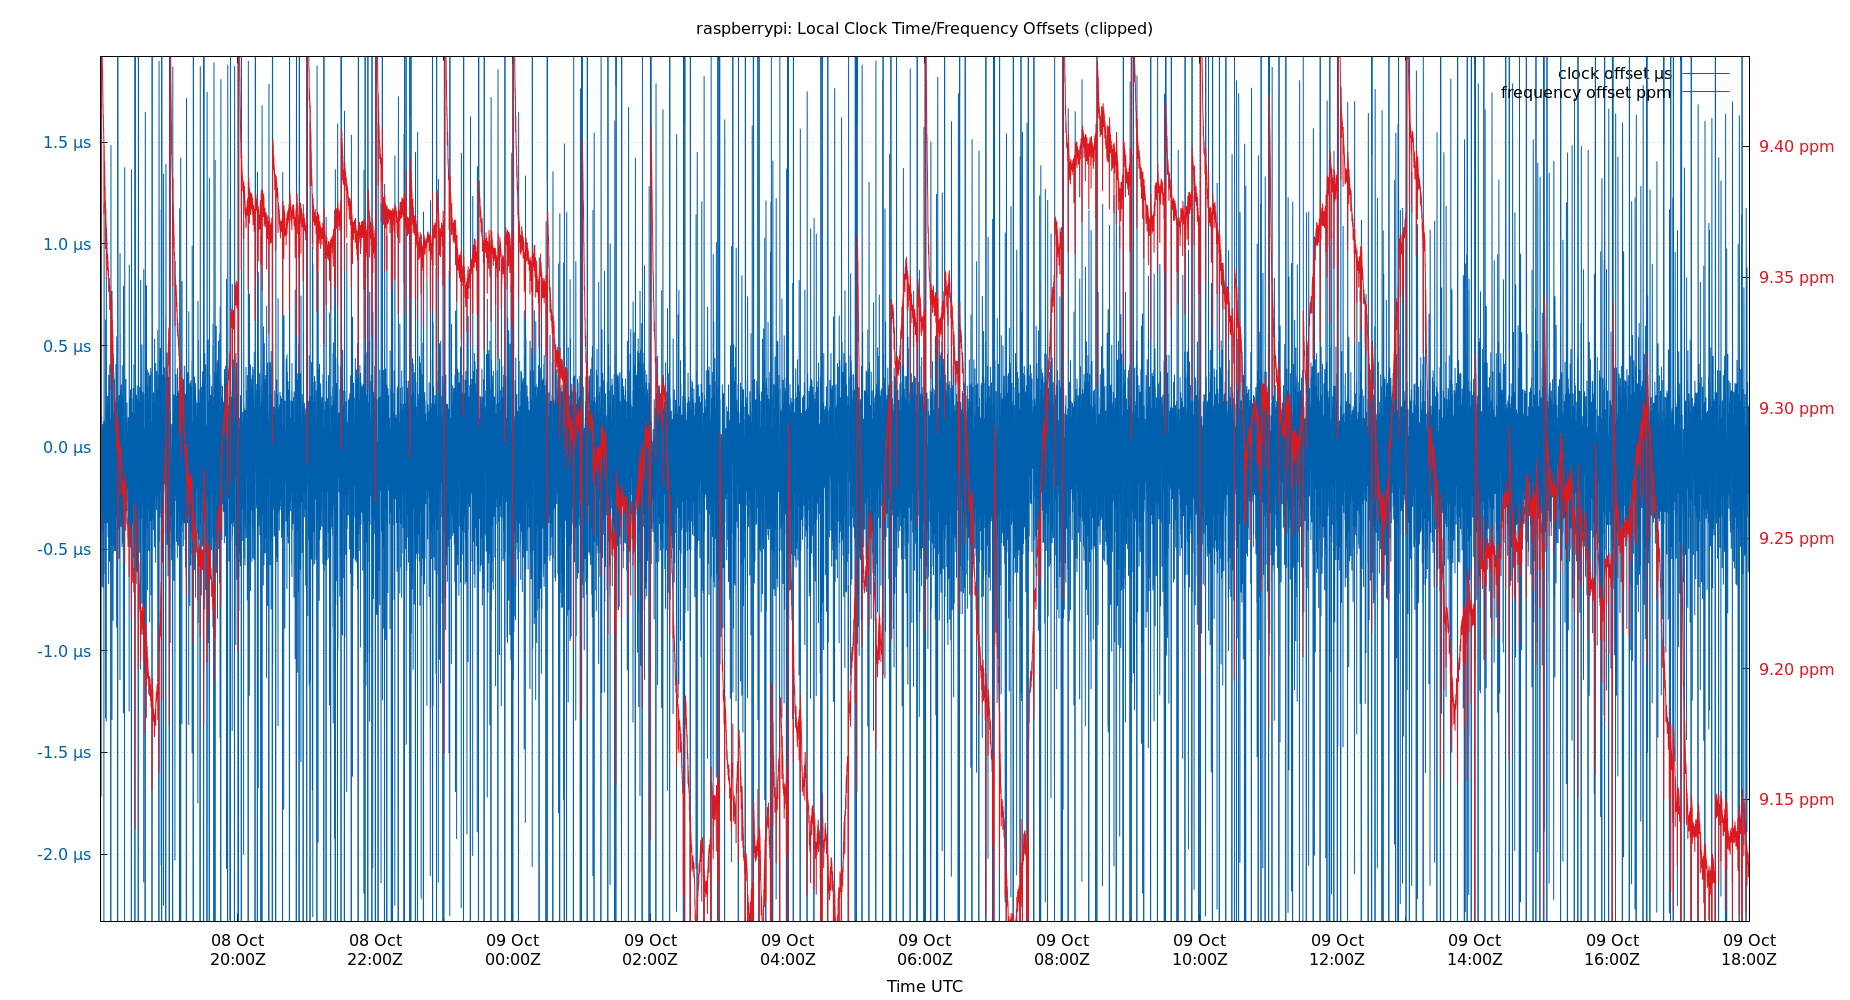 raspberrypi: Local Clock Time/Frequency Offsets (clipped)
clock offset µs
frequency offset ppm
1.5 µs
1.0 µs
0.5 µs
0.0 µs
-0.5 µs
-1.0 µs
-1.5 µs
-2.0 µs
9.40 ppm
9.35 ppm
9.30 ppm
9.25 ppm
9.20 ppm
9.15 ppm
08 Oct
20:00Z
08 Oct
22:00Z
09 Oct
00:00Z
09 Oct
02:00Z
09 Oct
04:00Z
09 Oct
06:00Z
09 Oct
08:00Z
09 Oct
10:00Z
09 Oct
12:00Z
09 Oct
14:00Z
09 Oct
16:00Z
09 Oct
18:00Z
Time UTC